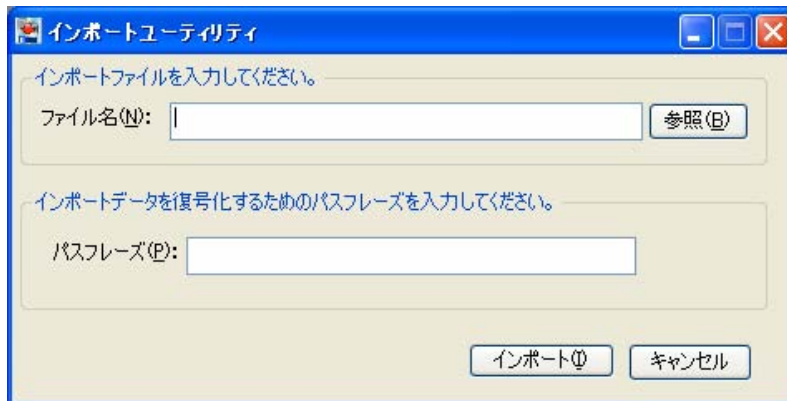 インポートユーティリティ
インポートファイルを入力してください。
ファイル名(N):
参照(B)
インポートデータを復号化するためのパスフレーズを入力してください。
パスフレーズ(P):
インポート(I)
キャンセル